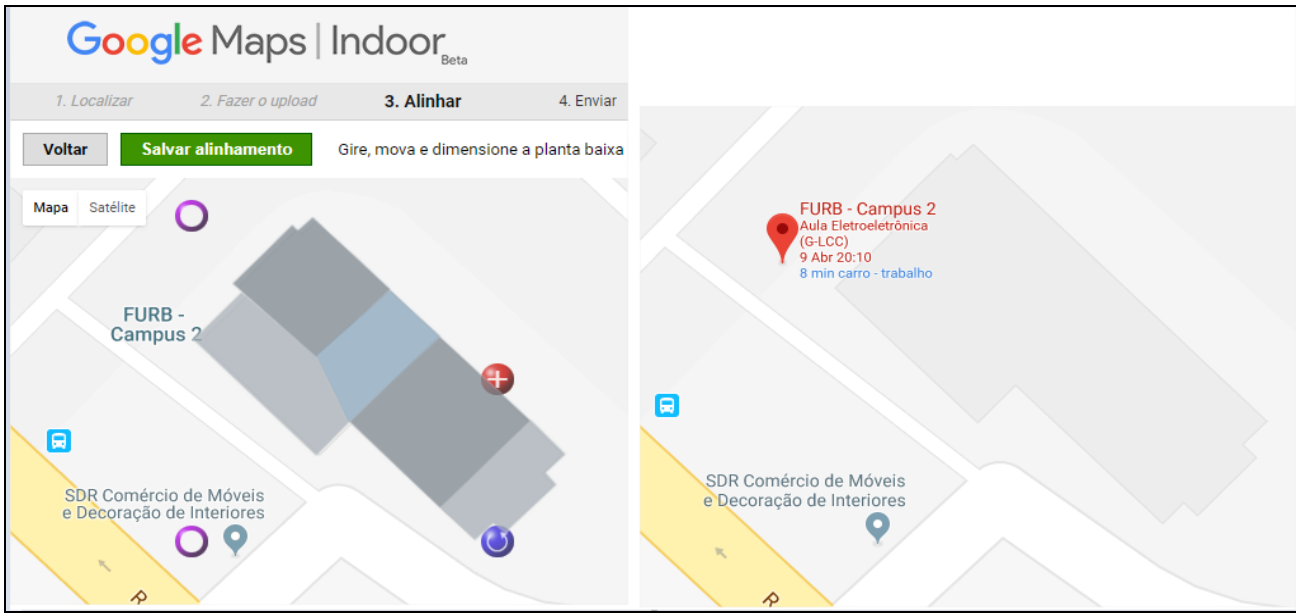 Google Maps | Indoor
Beta
1. Localizar 2. Fazer o upload 3. Alinhar 4. Enviar
Voltar Salvar alinhamento Gire, mova e dimensione a planta baixa
Mapa Satélite
FURB -
Campus 2
SDR Comércio de Móveis
e Decoração de Interiores
R
FURB - Campus 2
Aula Eletroeletrônica
(G-LCC)
9 Abr 20:10
8 min carro - trabalho
SDR Comércio de Móveis
e Decoração de Interiores
R